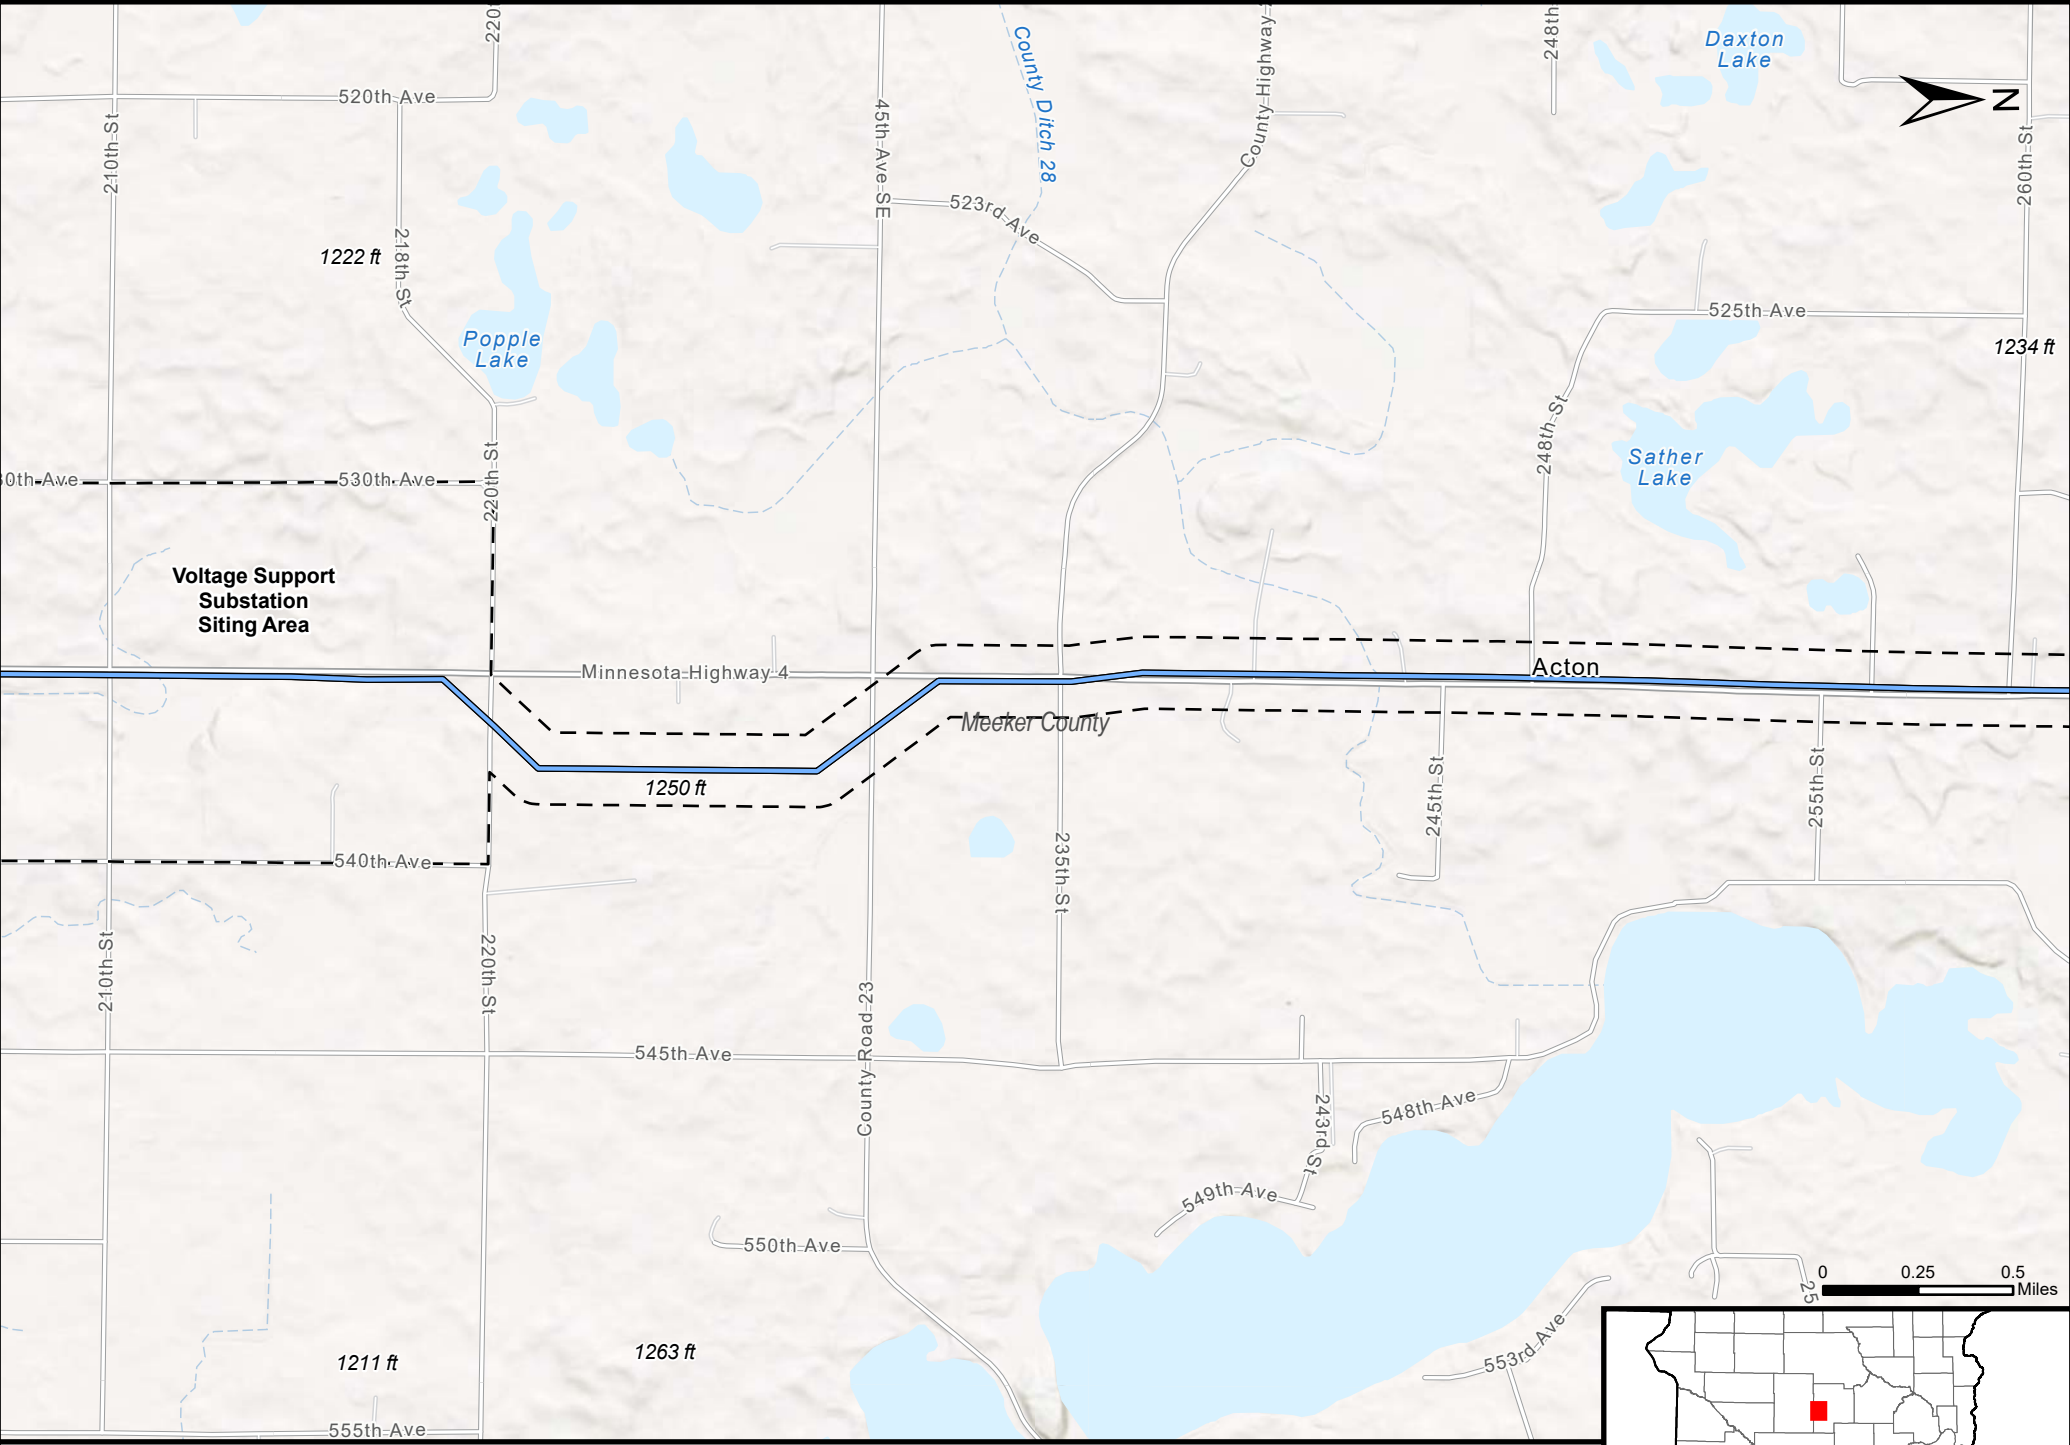 220
520th Ave
210th St
218th St
1222 ft
Popple
Lake
45th Ave SE
County Ditch 28
523rd Ave
County Highway
248th
Daxton
Lake
N
260th St
525th Ave
1234 ft
248th St
Sather
Lake
30th Ave
530th Ave
220th St
Voltage Support
Substation
Siting Area
Minnesota Highway 4
Acton
Meeker County
1250 ft
540th Ave
235th St
245th St
255th St
210th St
220th St
County Road 23
545th Ave
243rd St
548th Ave
549th Ave
550th Ave
553rd Ave
25
0 0.25 0.5
Miles
1211 ft
1263 ft
555th Ave